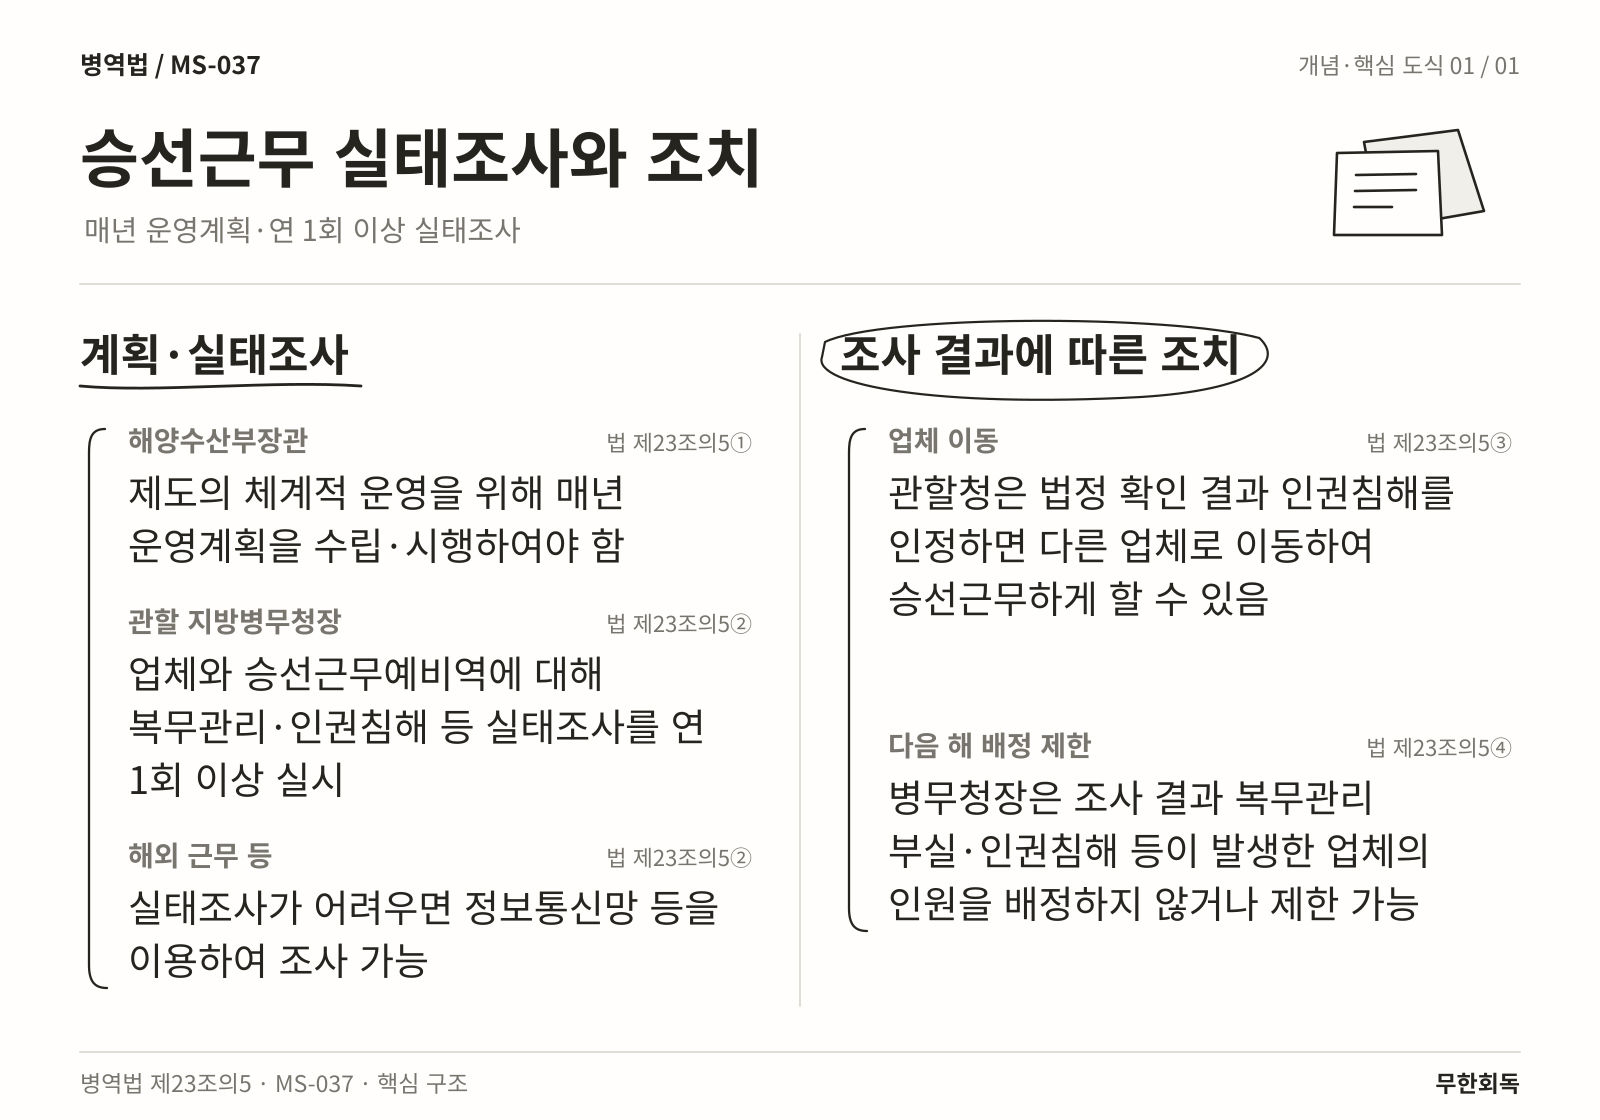 병역법 / MS-037
개념·핵심 도식 01 / 01
승선근무 실태조사와 조치
매년 운영계획·연 1회 이상 실태조사
계획·실태조사
해양수산부장관 법 제23조의5①
제도의 체계적 운영을 위해 매년
운영계획을 수립·시행하여야 함
관할 지방병무청장 법 제23조의5②
업체와 승선근무예비역에 대해
복무관리·인권침해 등 실태조사를 연
1회 이상 실시
해외 근무 등 법 제23조의5②
실태조사가 어려우면 정보통신망 등을
이용하여 조사 가능
조사 결과에 따른 조치
업체 이동 법 제23조의5③
관할청은 법정 확인 결과 인권침해를
인정하면 다른 업체로 이동하여
승선근무하게 할 수 있음
다음 해 배정 제한 법 제23조의5④
병무청장은 조사 결과 복무관리
부실·인권침해 등이 발생한 업체의
인원을 배정하지 않거나 제한 가능
병역법 제23조의5 · MS-037 · 핵심 구조
무한회독